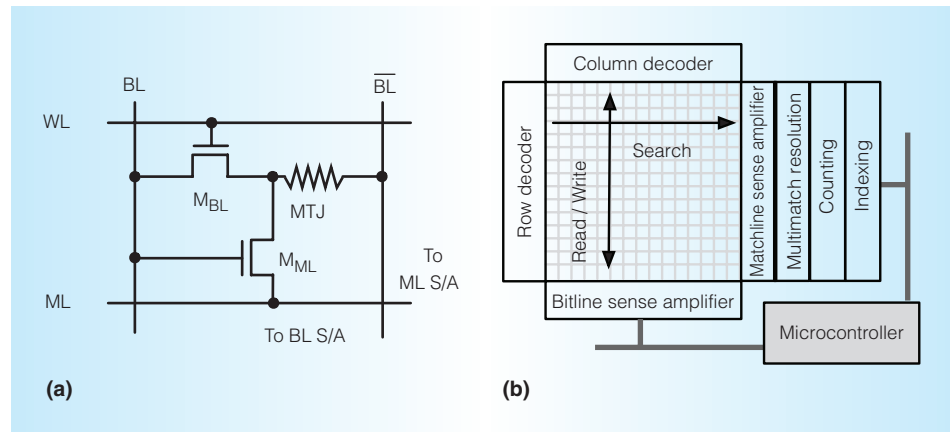 BL
BL
WL
M_BL
MTJ
M_ML
To
ML S/A
ML
To BL S/A
(a)
Column decoder
Row decoder
Read / Write
Search
Matchline sense amplifier
Multimatch resolution
Counting
Indexing
Bitline sense amplifier
Microcontroller
(b)